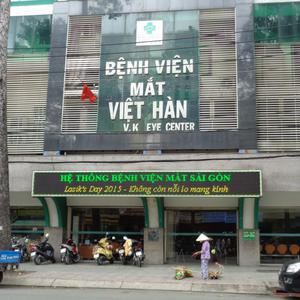 BỆNH VIỆN
MẮT
VIỆT HÀN
V.K EYE CENTER
HỆ THỐNG BỆNH VIỆN MẮT SÀI GÒN
Lasik's Day 2015 - Không còn nỗi lo mang kính